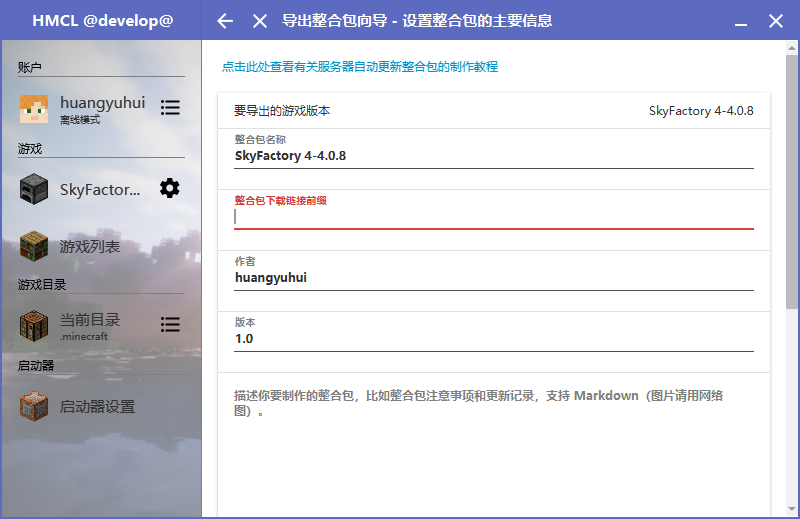 HMCL @develop@
导出整合包向导 - 设置整合包的主要信息
账户
huangyuhui
离线模式
游戏
SkyFactor...
游戏列表
游戏目录
当前目录
.minecraft
启动器
启动器设置
点击此处查看有关服务器自动更新整合包的制作教程
要导出的游戏版本 SkyFactory 4-4.0.8
整合包名称
SkyFactory 4-4.0.8
整合包下载链接前缀
作者
huangyuhui
版本
1.0
描述你要制作的整合包，比如整合包注意事项和更新记录，支持 Markdown（图片请用网络
图）。